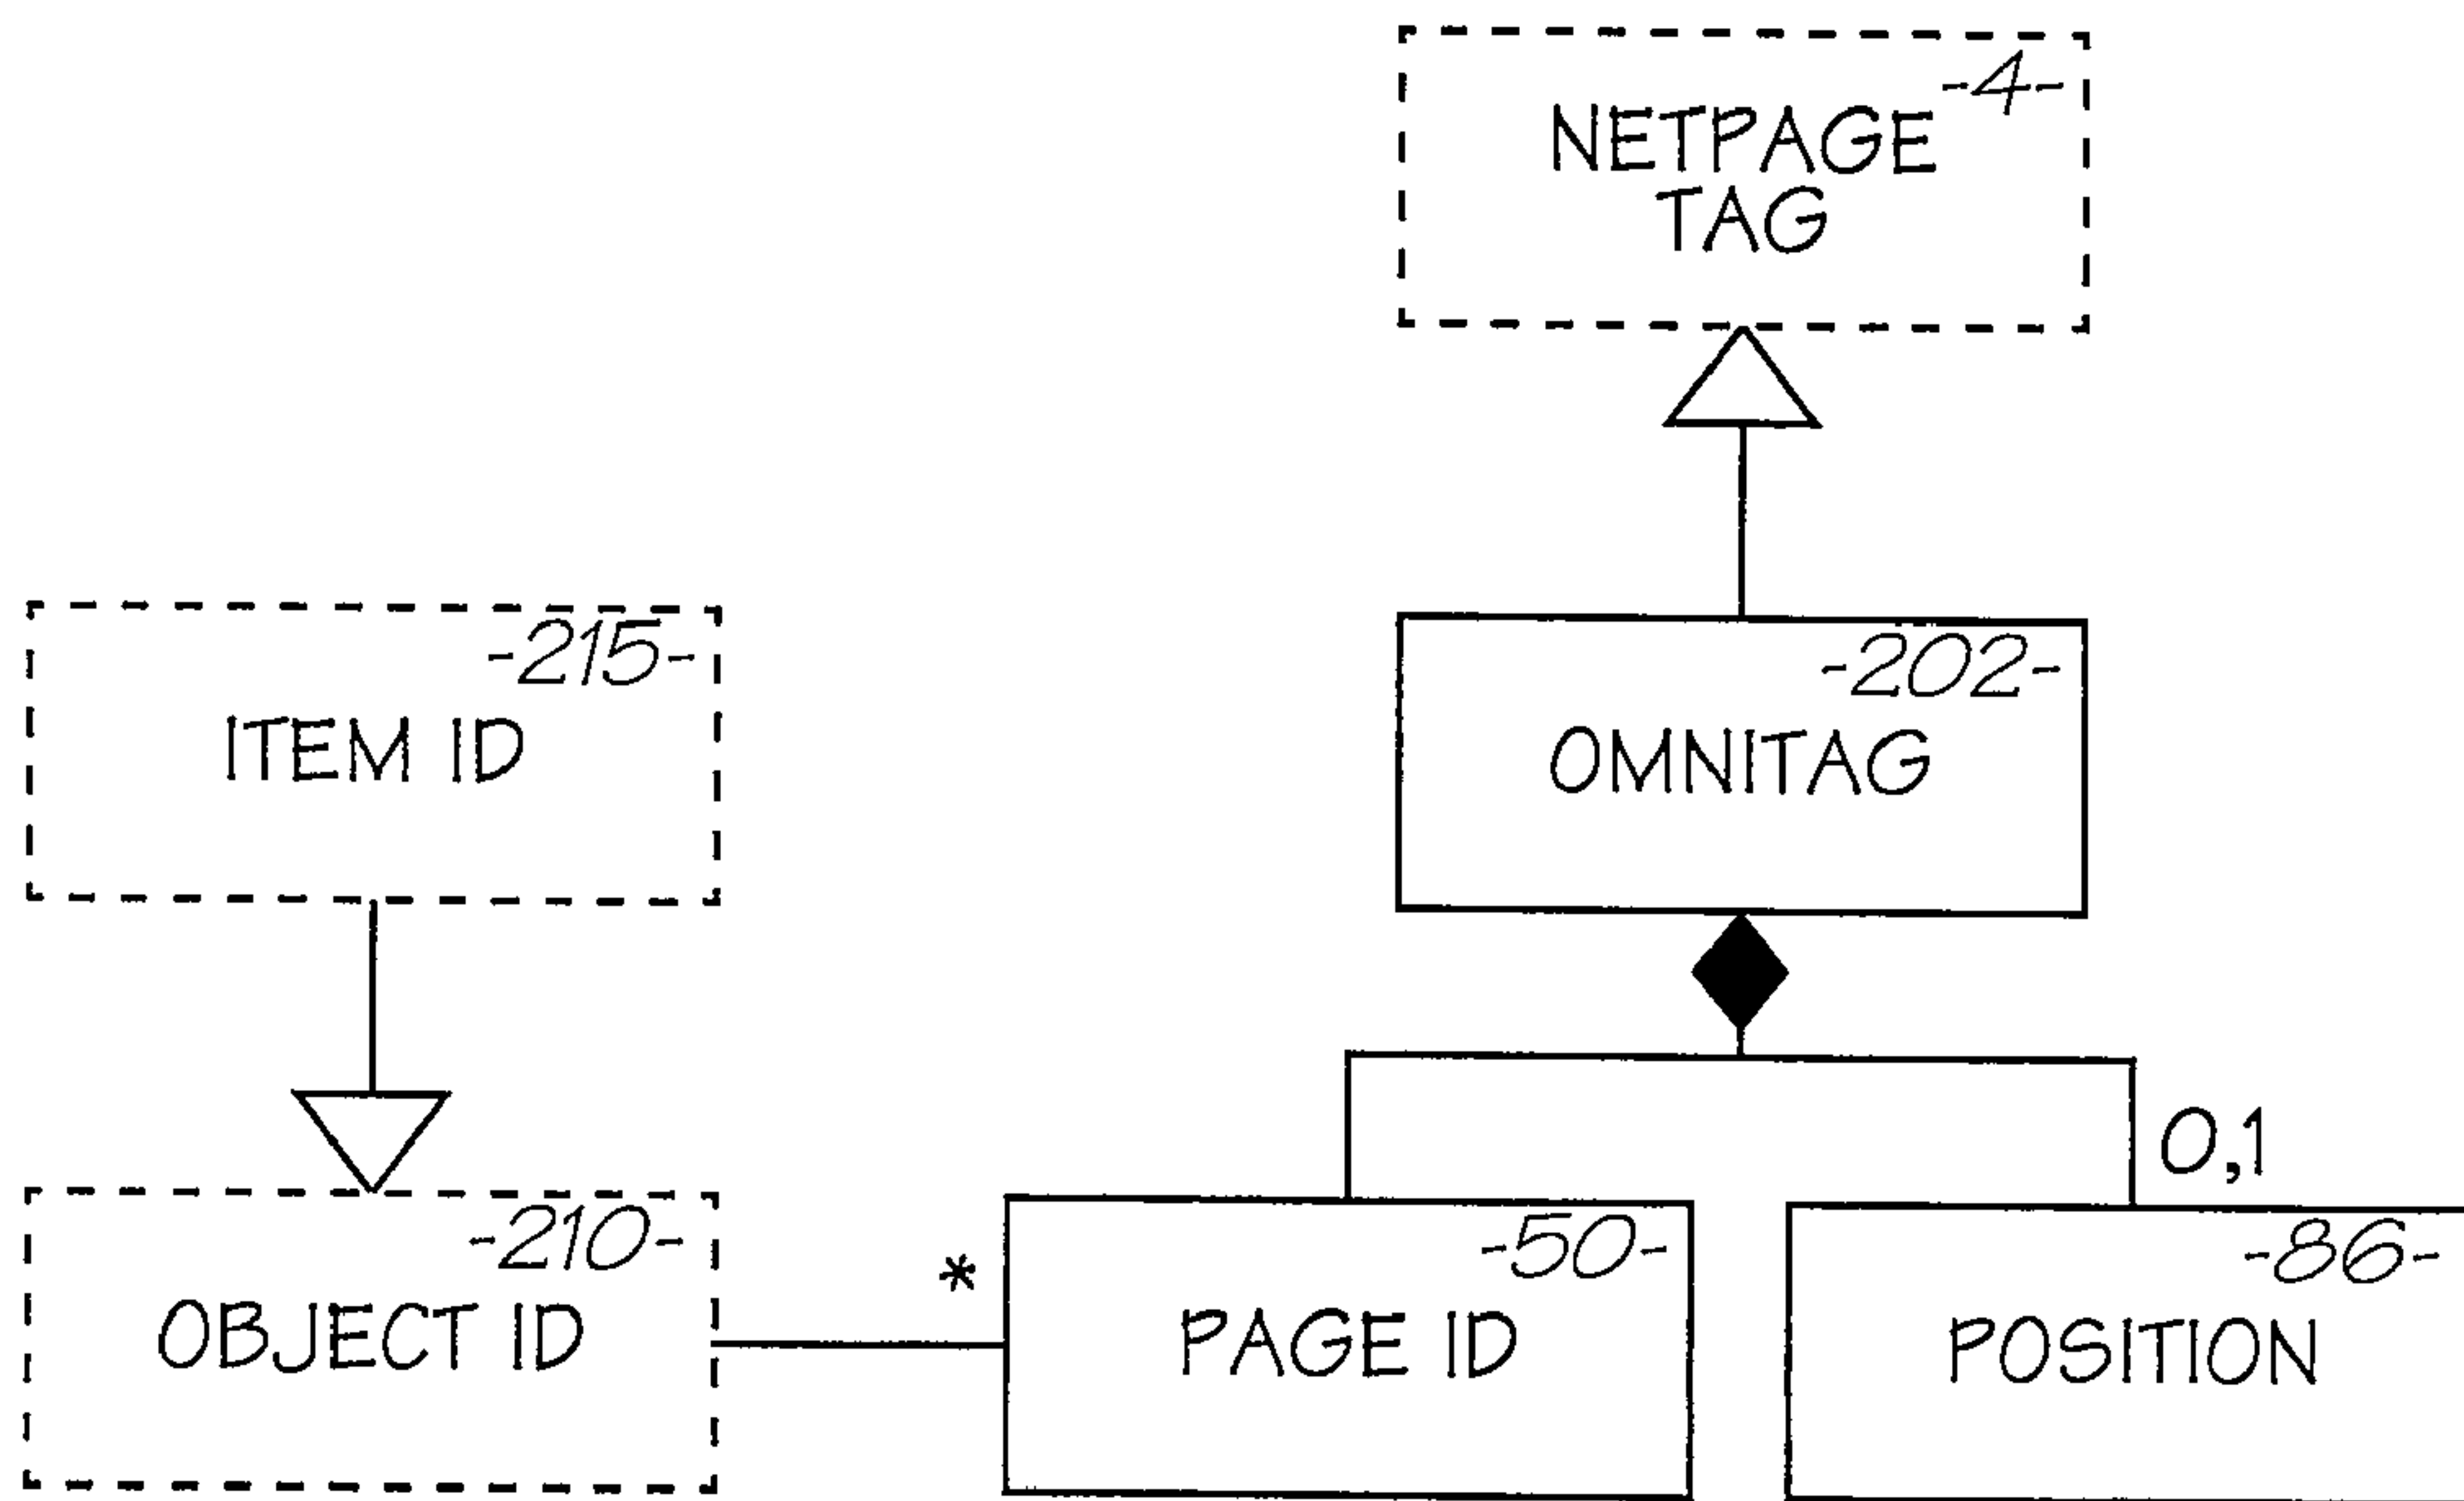 -4-
NETPAGE
TAG
-215-
ITEM ID
-202-
OMNITAG
0,1
-210-
OBJECT ID
*
-50-
PAGE ID
-86-
POSITION